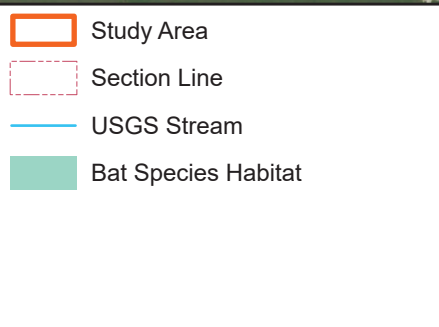 Study Area
Section Line
USGS Stream
Bat Species Habitat